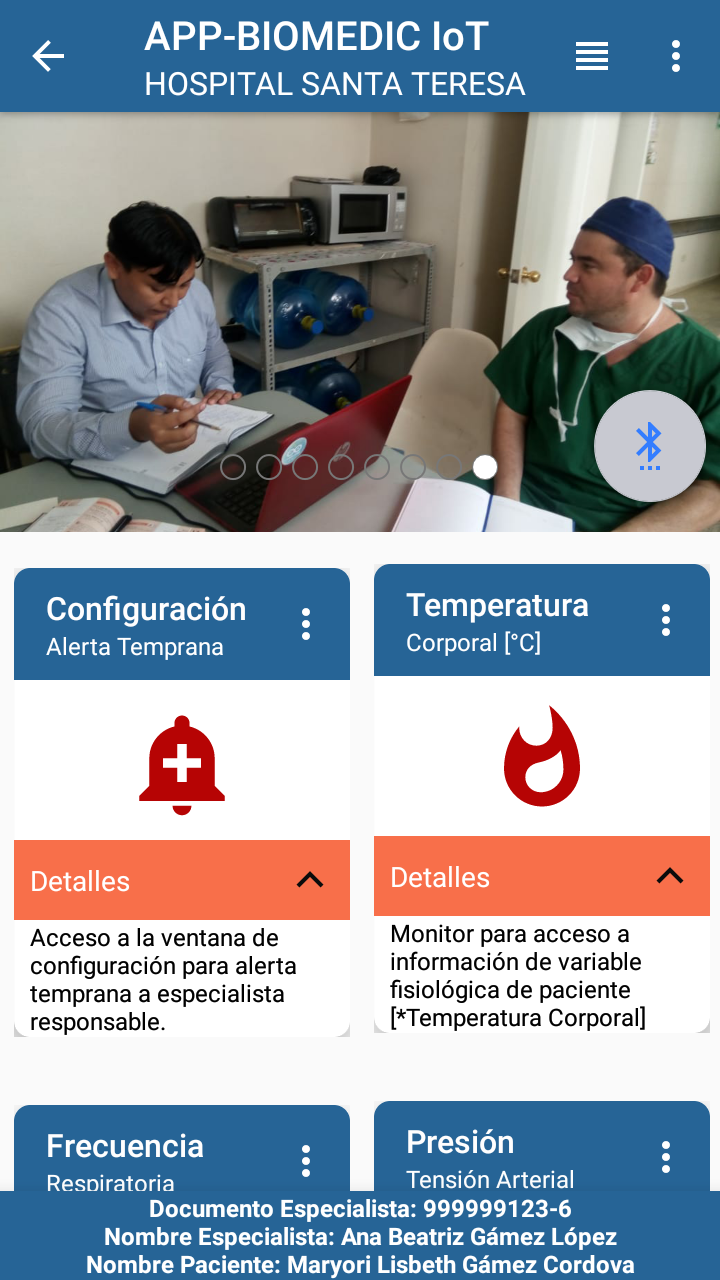 APP-BIOMEDIC IoT
HOSPITAL SANTA TERESA
Configuración
Alerta Temprana
Detalles
Acceso a la ventana de
configuración para alerta
temprana a especialista
responsable.
Temperatura
Corporal [°C]
Detalles
Monitor para acceso a
información de variable
fisiológica de paciente
[*Temperatura Corporal]
Frecuencia
Respiratoria
Presión
Tensión Arterial
Documento Especialista: 999999123-6
Nombre Especialista: Ana Beatriz Gámez López
Nombre Paciente: Maryori Lisbeth Gámez Cordova